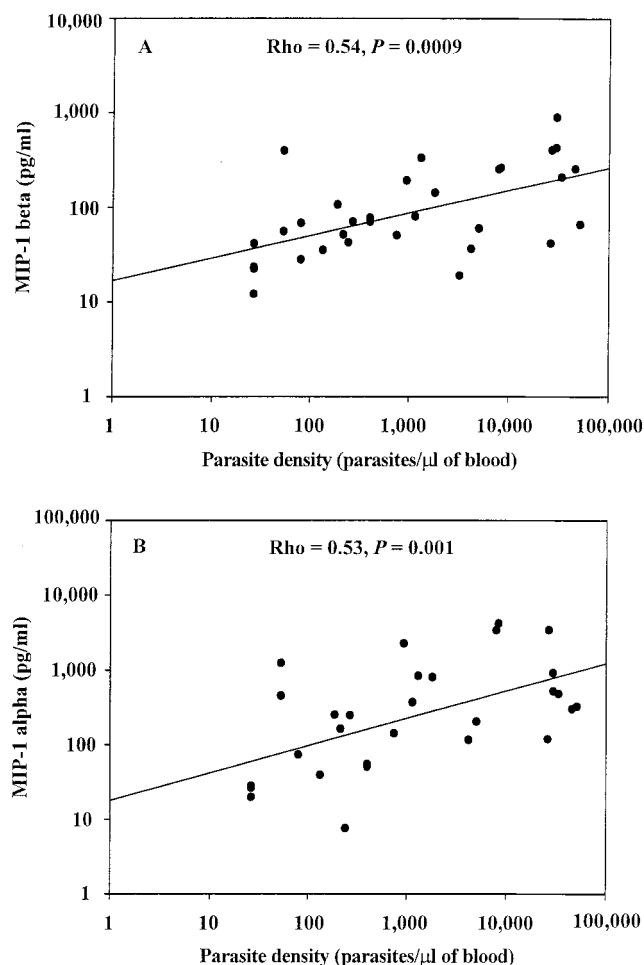 10,000
A
Rho = 0.54, P = 0.0009
1,000
MIP-1 beta (pg/ml)
100
10
1
1 10 100 1,000 10,000 100,000
Parasite density (parasites/μl of blood)
100,000
B
Rho = 0.53, P = 0.001
10,000
1,000
MIP-1 alpha (pg/ml)
100
10
1
1 10 100 1,000 10,000 100,000
Parasite density (parasites/μl of blood)